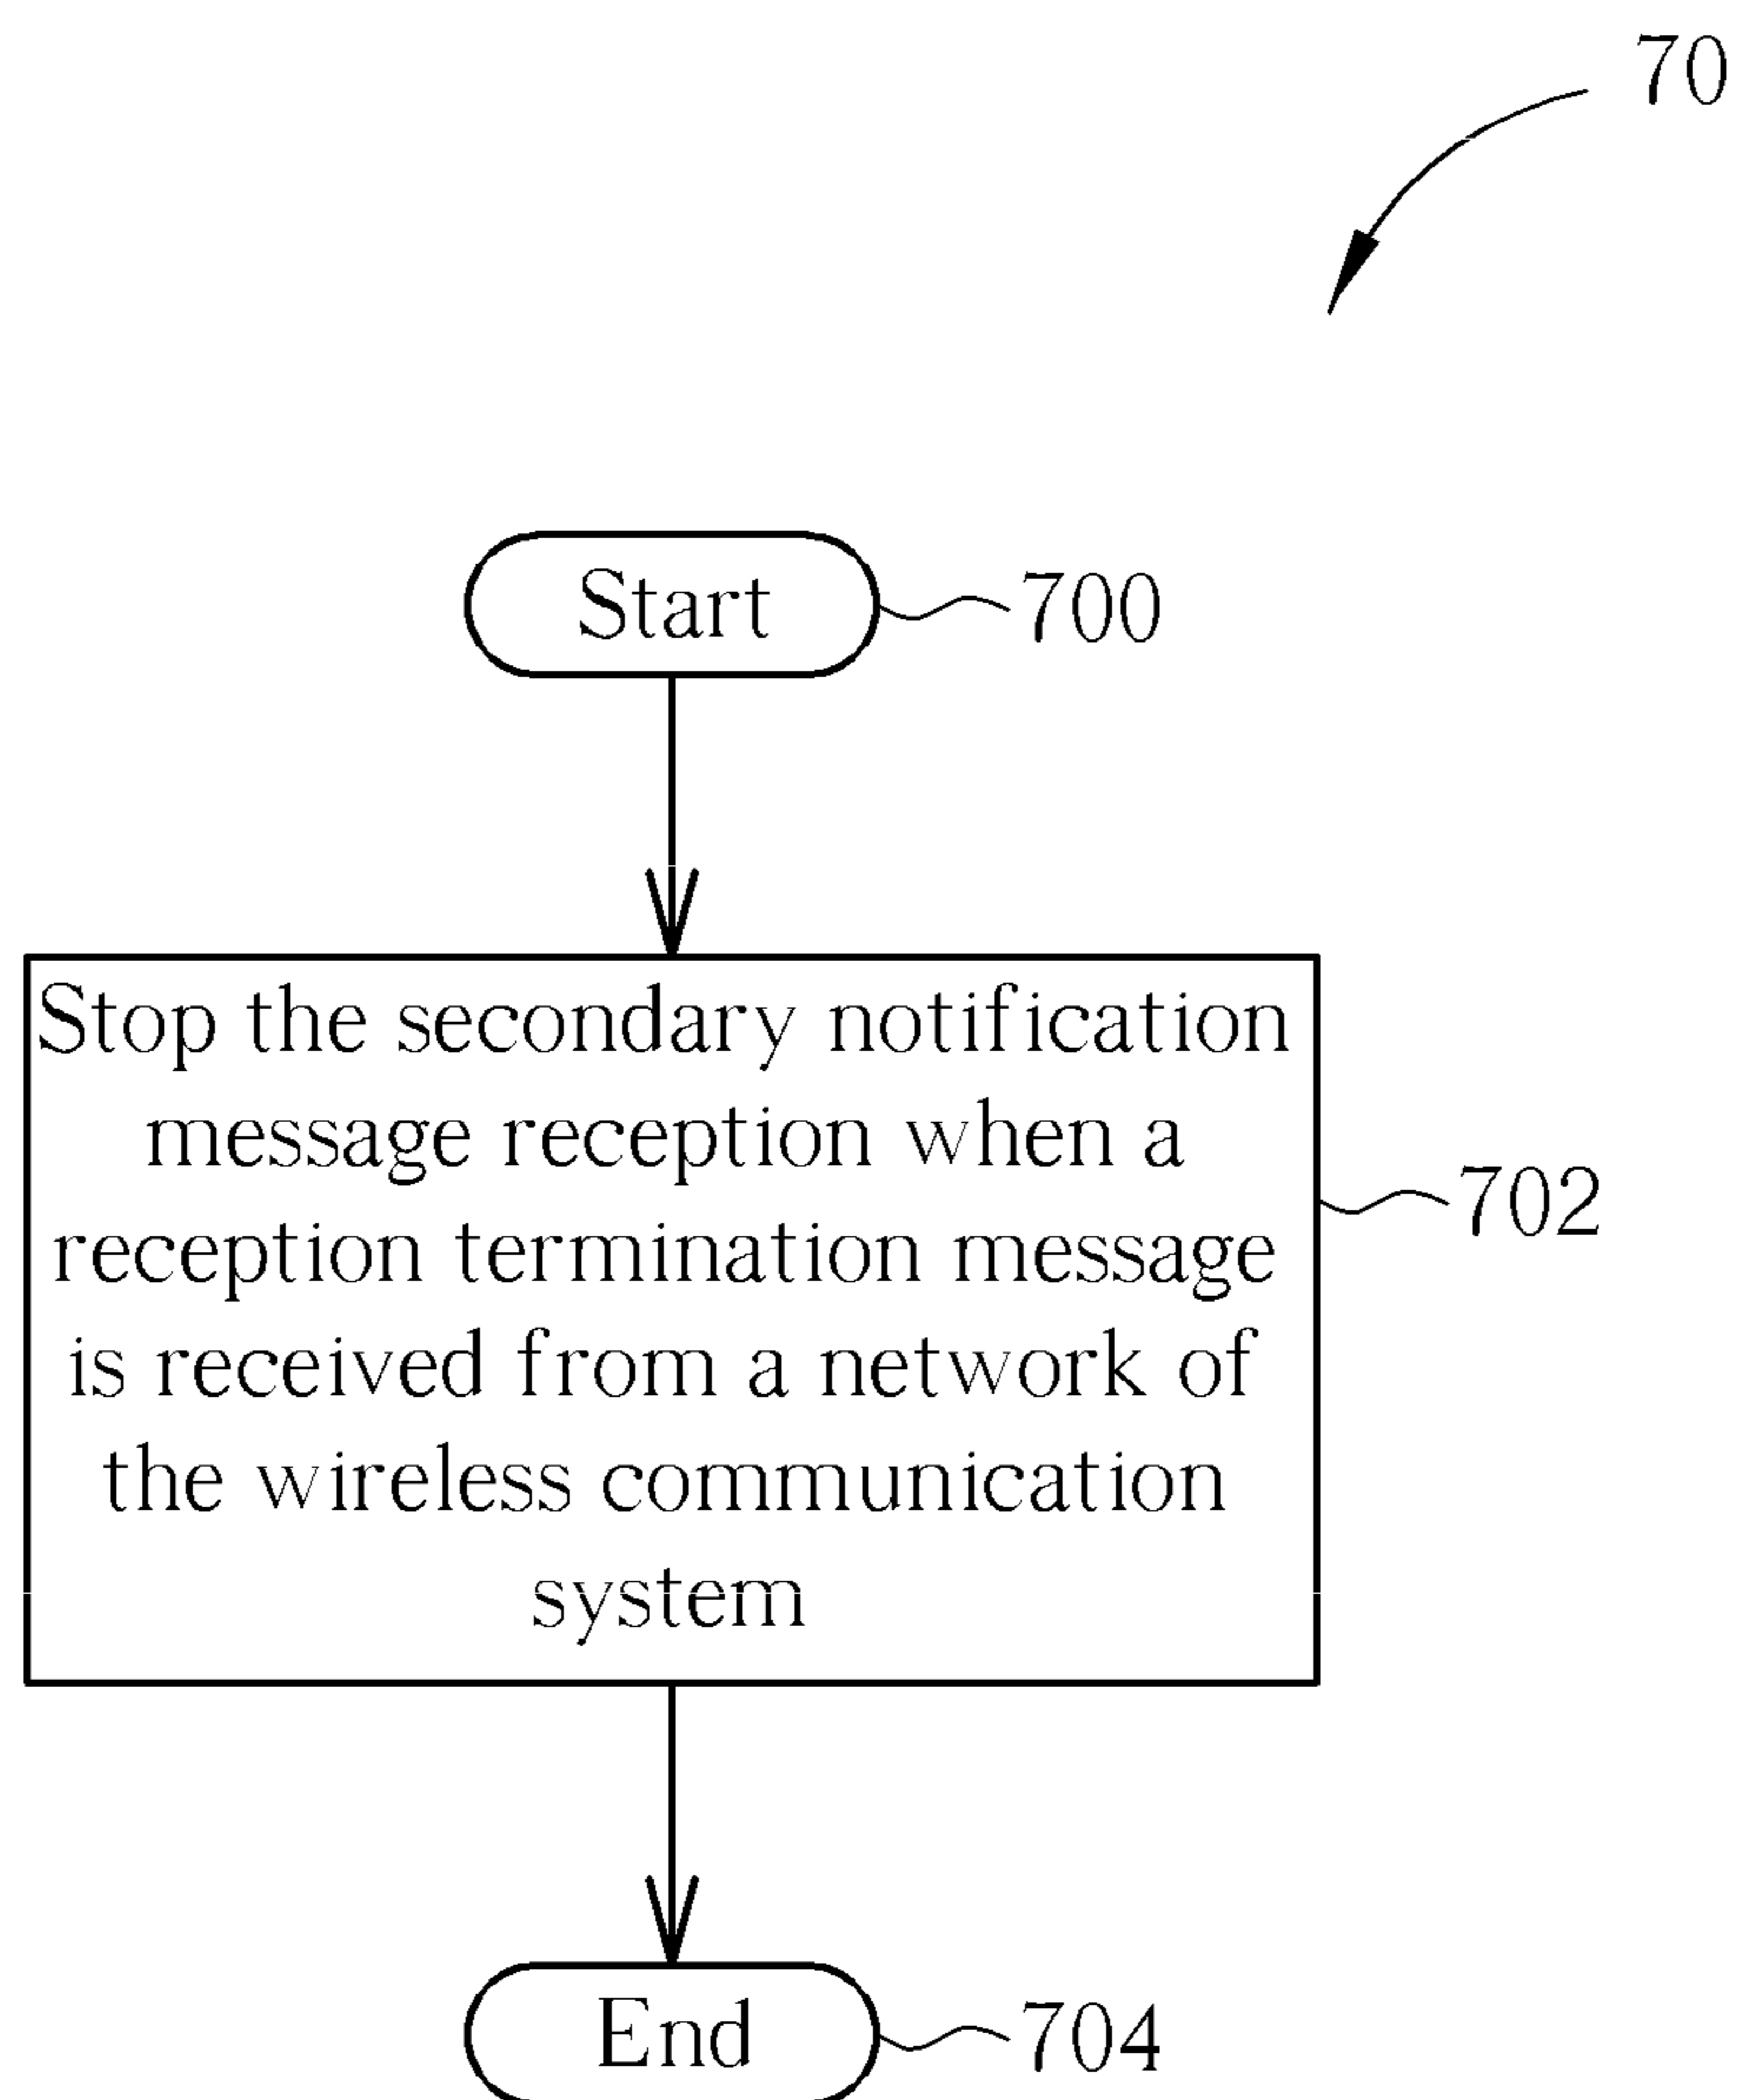 70
Start
700
Stop the secondary notification
message reception when a
reception termination message
is received from a network of
the wireless communication
system
702
End
704